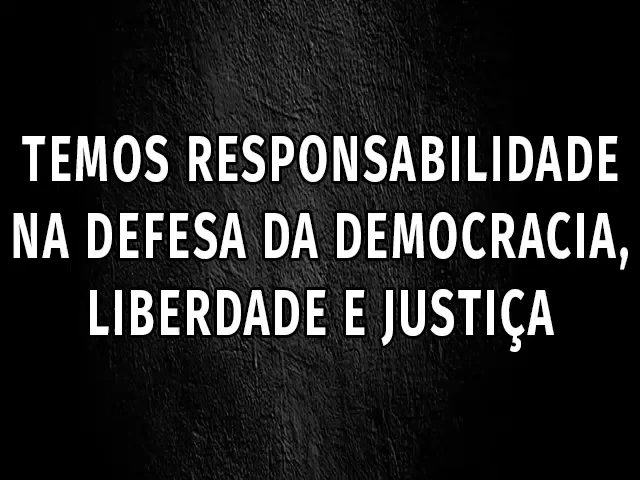 TEMOS RESPONSABILIDADE
NA DEFESA DA DEMOCRACIA,
LIBERDADE E JUSTIÇA